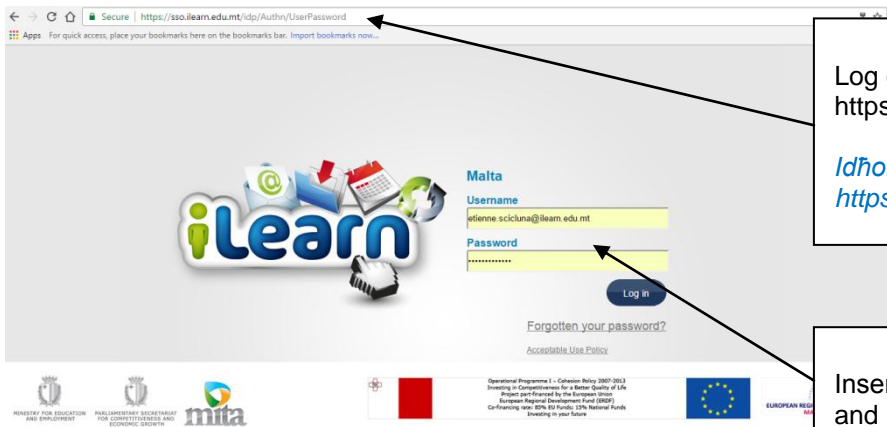 Secure | https://sso.ilearn.edu.mt/idp/Authn/UserPassword
Apps For quick access, place your bookmarks here on the bookmarks bar. Import bookmarks now...
Log
https
Idħo
https
iLearn
Malta
Username
etienne.scicluna@ilearn.edu.mt
Password
Log in
Forgotten your password?
Acceptable Use Policy
Inser
and
MINISTRY FOR EDUCATION
AND EMPLOYMENT
PARLIAMENTARY SECRETARIAT
FOR COMPETITIVENESS AND
ECONOMIC GROWTH
mita
Operational Programme I – Cohesion Policy 2007-2013
Investing in Competitiveness for a Better Quality of Life
Project part-financed by the European Union
European Regional Development Fund (ERDF)
Co-financing rate: 85% EU Funds; 15% National Funds
Investing in your future
EUROPEAN REG
MA